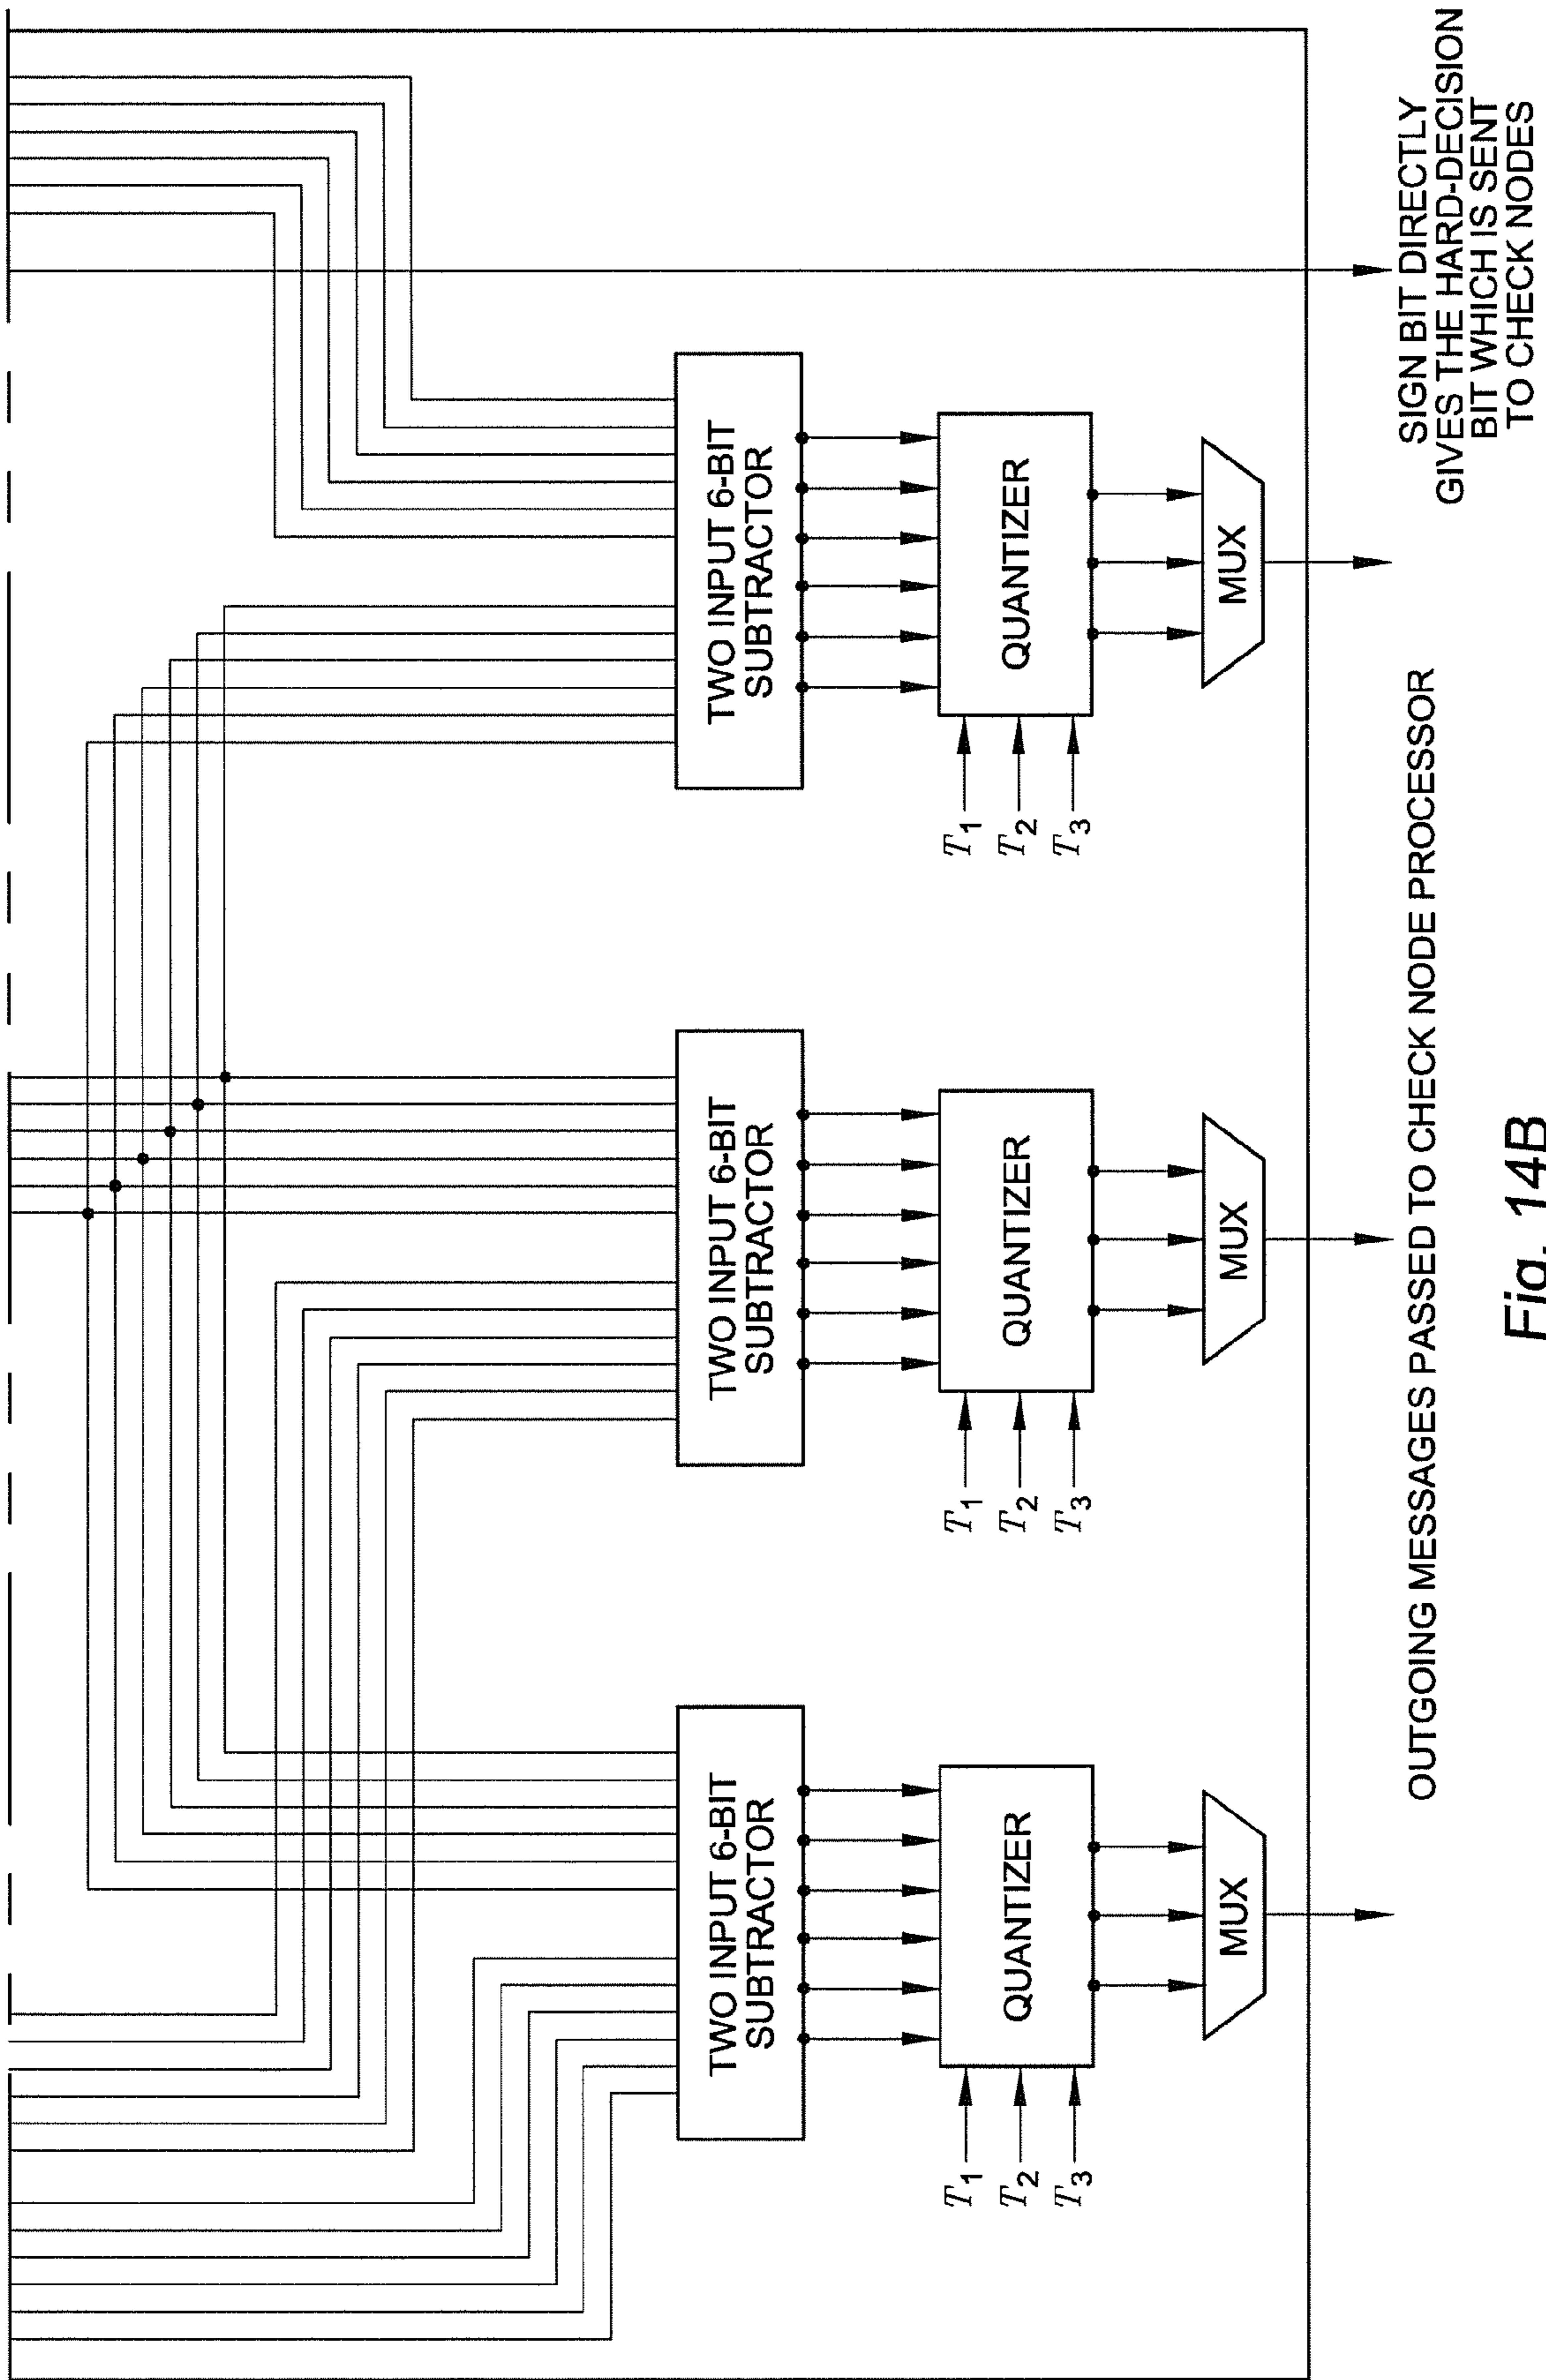 TWO INPUT 6-BIT
SUBTRACTOR
TWO INPUT 6-BIT
SUBTRACTOR
TWO INPUT 6-BIT
SUBTRACTOR
T1
T2
T3
QUANTIZER
T1
T2
T3
QUANTIZER
T1
T2
T3
QUANTIZER
MUX
MUX
MUX
OUTGOING MESSAGES PASSED TO CHECK NODE PROCESSOR
SIGN BIT DIRECTLY
GIVES THE HARD-DECISION
BIT WHICH IS SENT
TO CHECK NODES
Fig. 14B